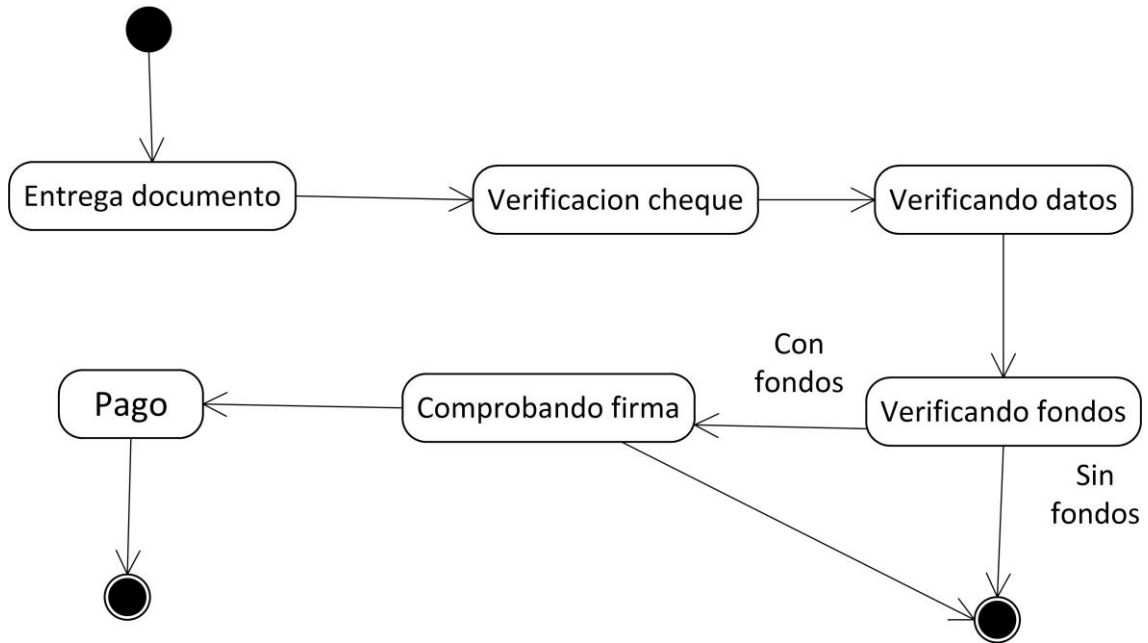 Entrega documento
Verificacion cheque
Verificando datos
Con
fondos
Pago
Comprobando firma
Verificando fondos
Sin
fondos